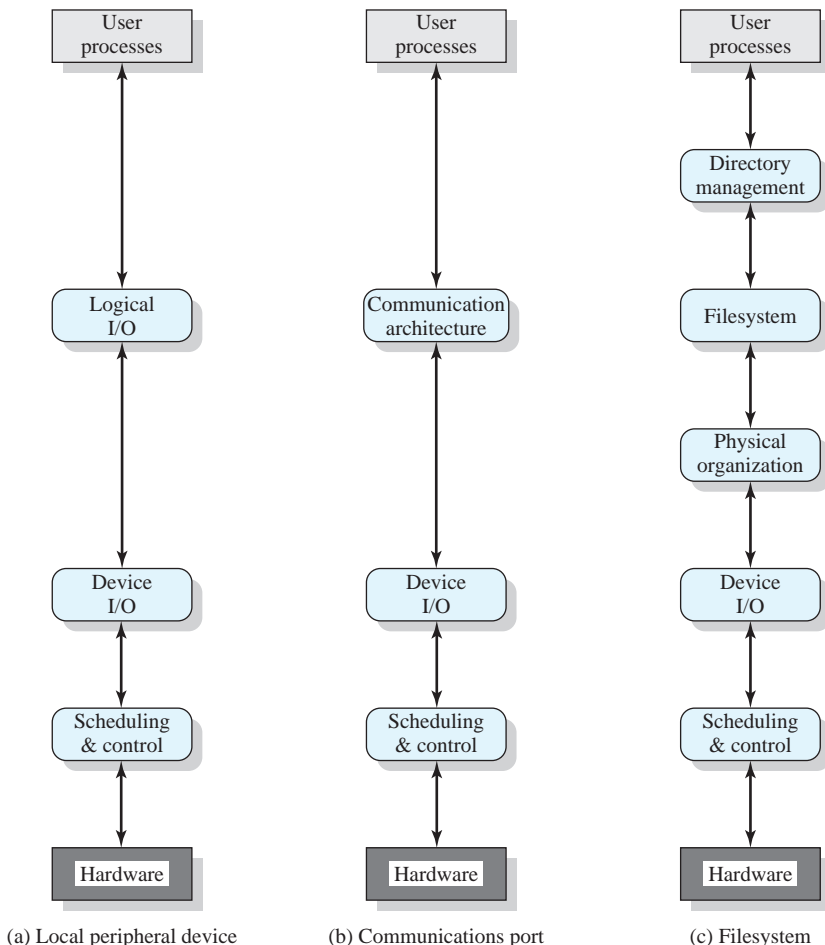 User
processes
Logical
I/O
Device
I/O
Scheduling
& control
Hardware
(a) Local peripheral device
User
processes
Communication
architecture
Device
I/O
Scheduling
& control
Hardware
(b) Communications port
User
processes
Directory
management
Filesystem
Physical
organization
Device
I/O
Scheduling
& control
Hardware
(c) Filesystem